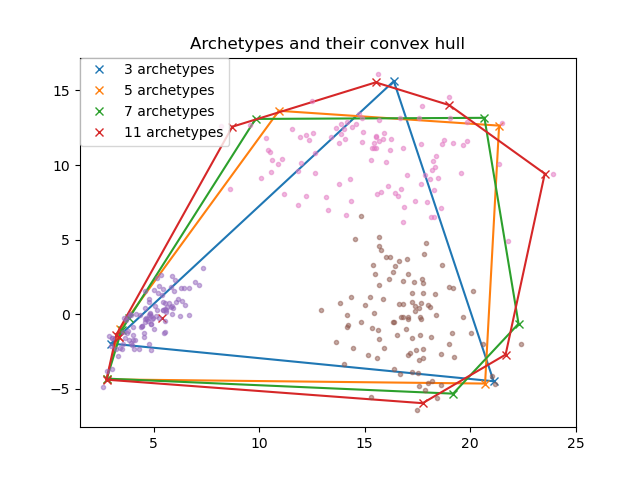 Archetypes and their convex hull
3 archetypes
5 archetypes
7 archetypes
11 archetypes
15
10
5
0
−5
5
10
15
20
25